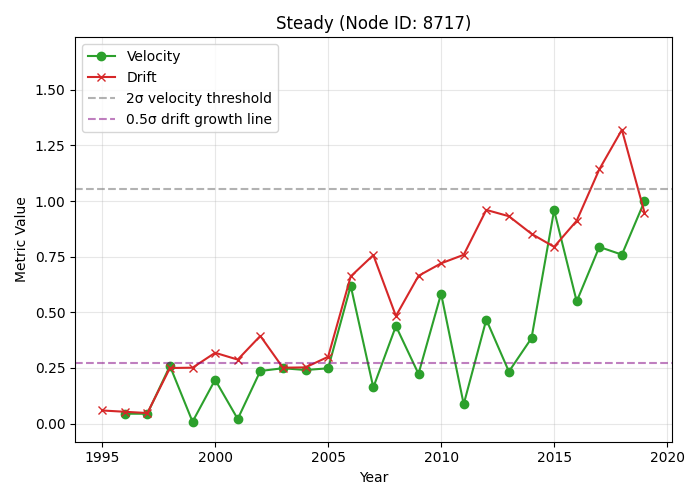 Steady (Node ID: 8717)
Velocity
Drift
2σ velocity threshold
0.5σ drift growth line
1.50
1.25
1.00
0.75
0.50
0.25
0.00
Metric Value
1995 2000 2005 2010 2015 2020
Year